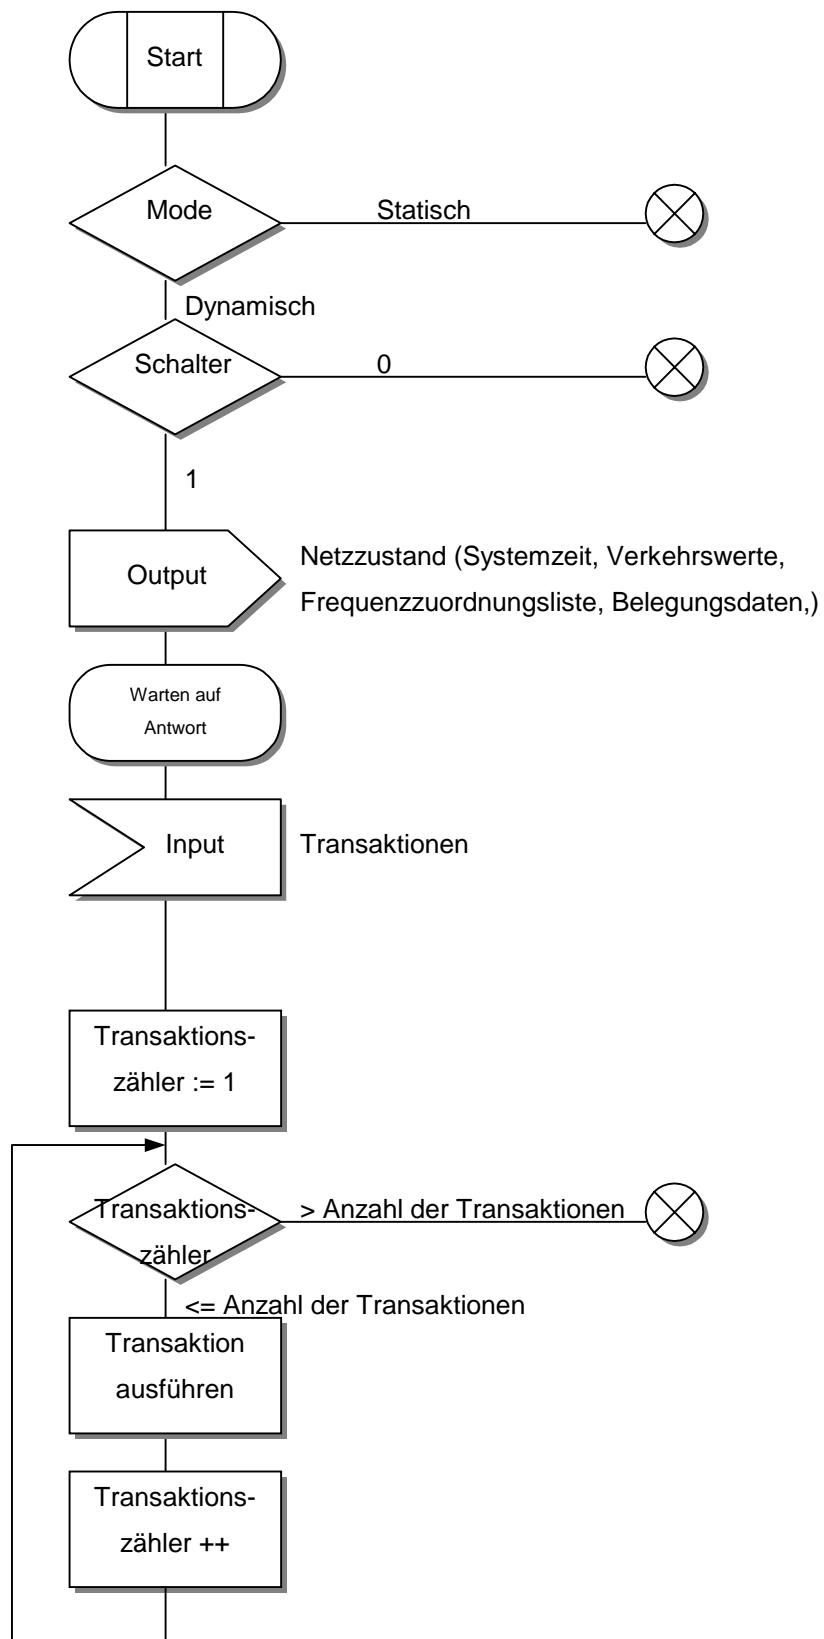 Start
Mode
Statisch
Dynamisch
Schalter
0
1
Output
Netzzustand (Systemzeit, Verkehrswerte,
Frequenzzuordnungsliste, Belegungsdaten,)
Warten auf
Antwort
Input
Transaktionen
Transaktions-
zähler := 1
Transaktions-
zähler
> Anzahl der Transaktionen
<= Anzahl der Transaktionen
Transaktion
ausführen
Transaktions-
zähler ++